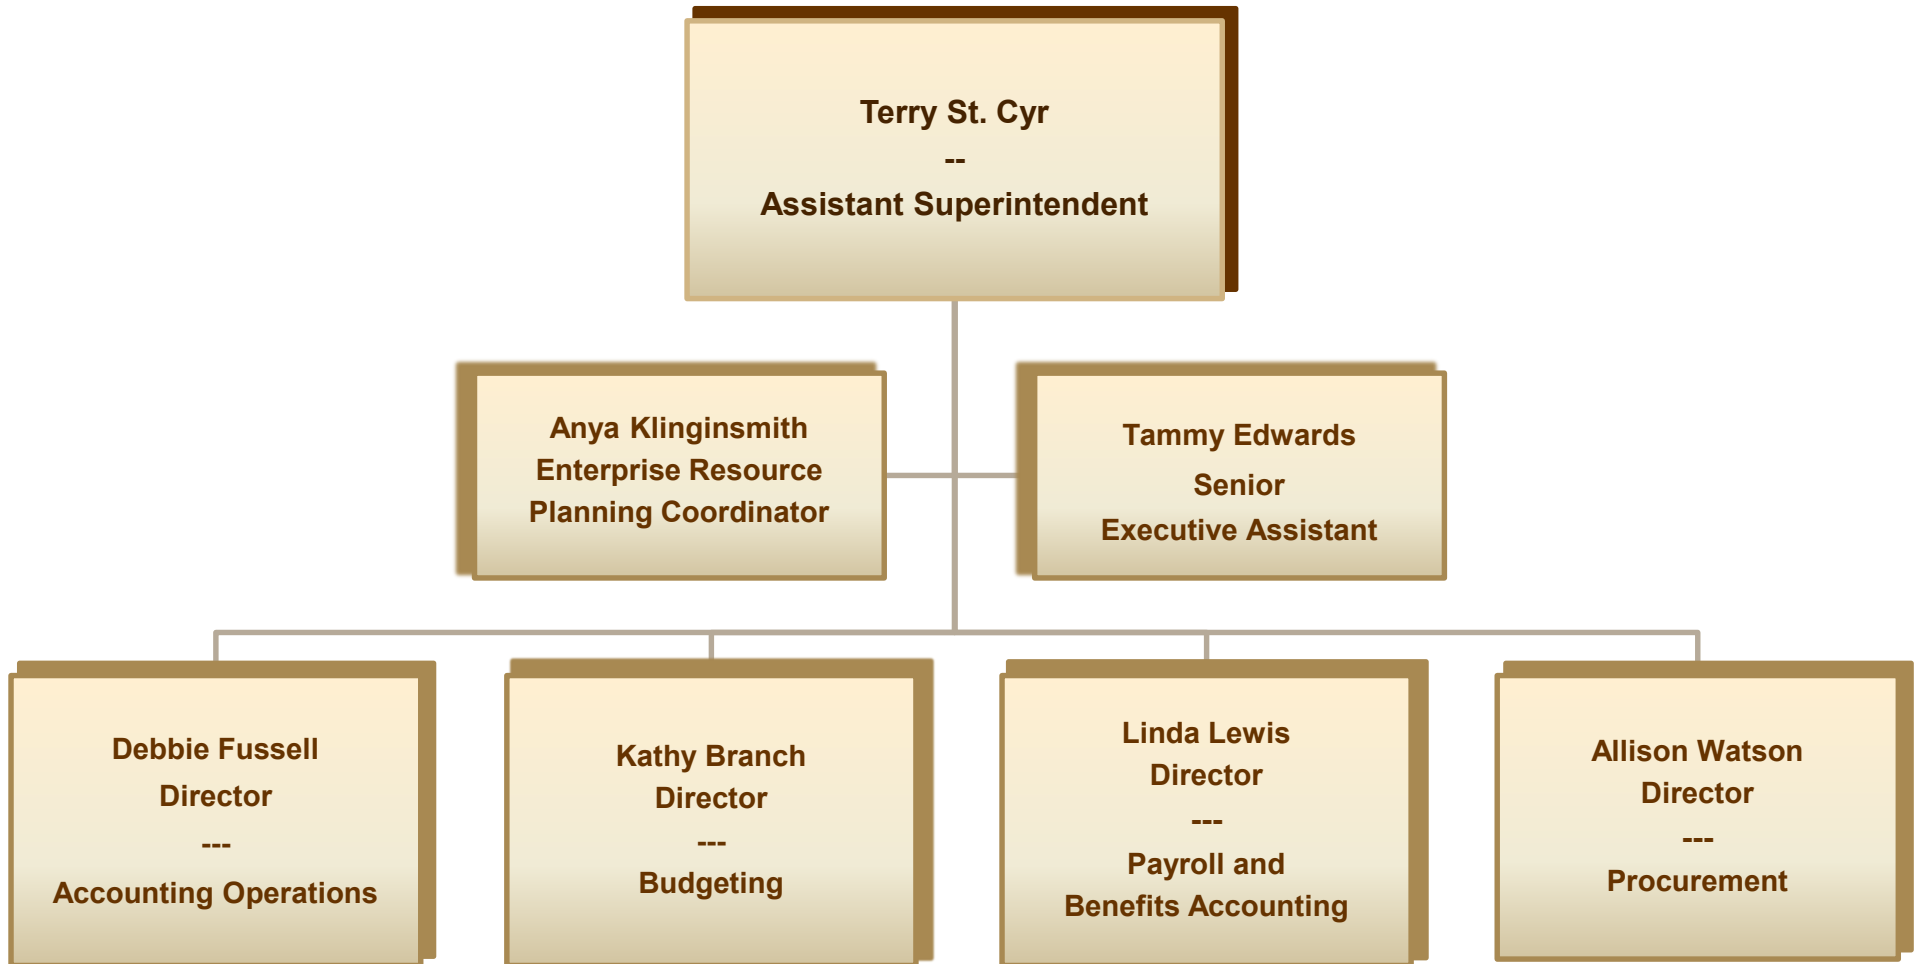 Terry St. Cyr
--
Assistant Superintendent
Anya Klinginsmith
Enterprise Resource
Planning Coordinator
Tammy Edwards
Senior
Executive Assistant
Debbie Fussell
Director
---
Accounting Operations
Kathy Branch
Director
---
Budgeting
Linda Lewis
Director
---
Payroll and
Benefits Accounting
Allison Watson
Director
---
Procurement